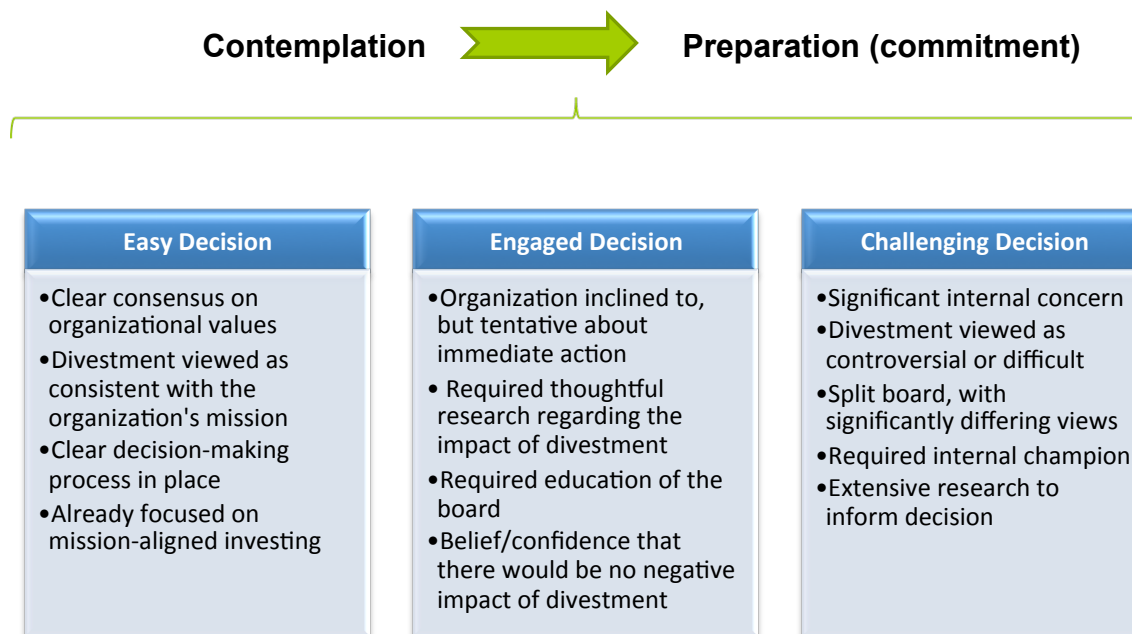 Contemplation
Preparation (commitment)
Easy Decision
•Clear consensus on
organizational values
•Divestment viewed as
consistent with the
organization's mission
•Clear decision-making
process in place
•Already focused on
mission-aligned investing
Engaged Decision
•Organization inclined to,
but tentative about
immediate action
• Required thoughtful
research regarding the
impact of divestment
•Required education of the
board
•Belief/confidence that
there would be no negative
impact of divestment
Challenging Decision
•Significant internal concern
•Divestment viewed as
controversial or difficult
•Split board, with
significantly differing views
•Required internal champion
•Extensive research to
inform decision